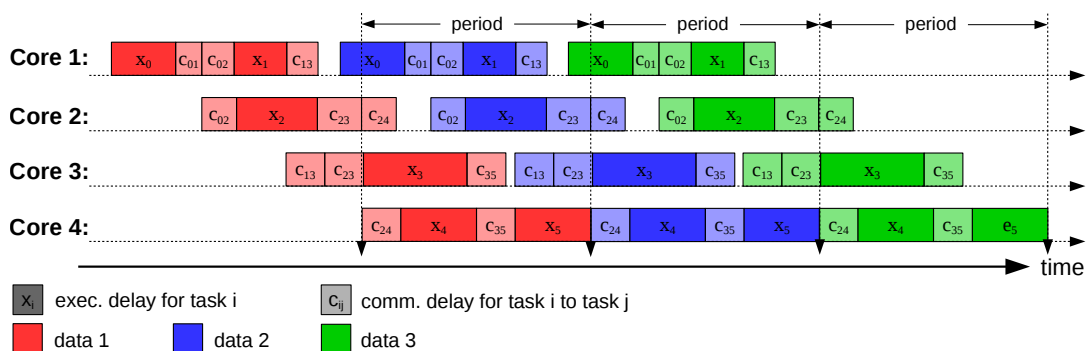 period period period
Core 1: x0 c01 c02 x1 c13 x0 c01 c02 x1 c13 x0 c01 c02 x1 c13
Core 2: c02 x2 c23 c24 c02 x2 c23 c24 c02 x2 c23 c24
Core 3: c13 c23 x3 c35 c13 c23 x3 c35 c13 c23 x3 c35
Core 4: c24 x4 c35 x5 c24 x4 c35 x5 c24 x4 c35 e5
time
xi exec. delay for task i cij comm. delay for task i to task j
data 1 data 2 data 3